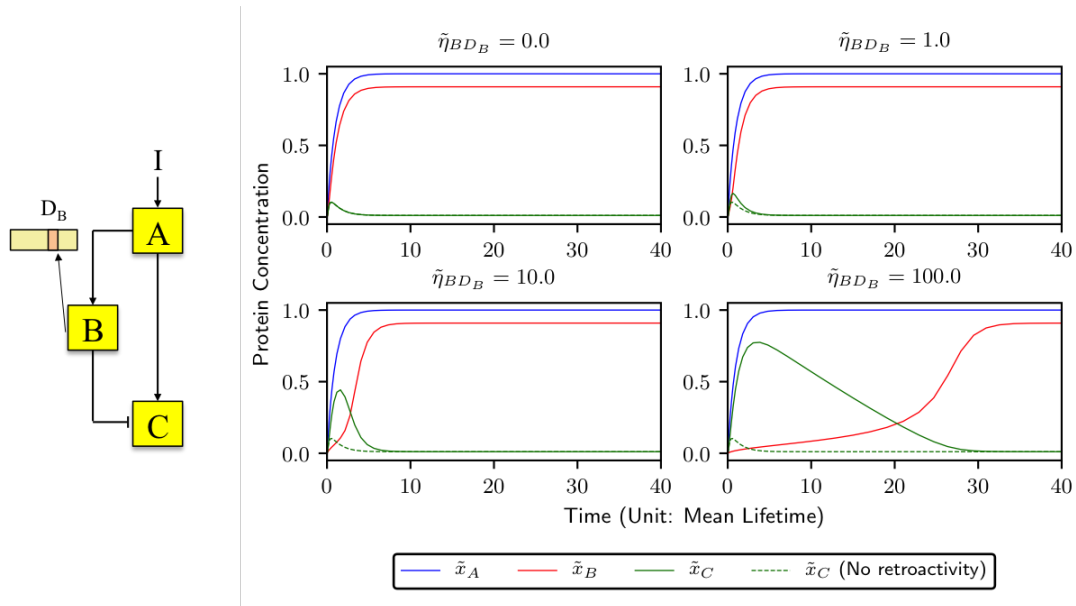 I
D_B
A
B
C
Protein Concentration
η̃_{BD_B} = 0.0
1.0
0.5
0.0
0 10 20 30 40
η̃_{BD_B} = 1.0
1.0
0.5
0.0
0 10 20 30 40
η̃_{BD_B} = 10.0
1.0
0.5
0.0
0 10 20 30 40
η̃_{BD_B} = 100.0
1.0
0.5
0.0
0 10 20 30 40
Time (Unit: Mean Lifetime)
x̃_A x̃_B x̃_C x̃_C (No retroactivity)